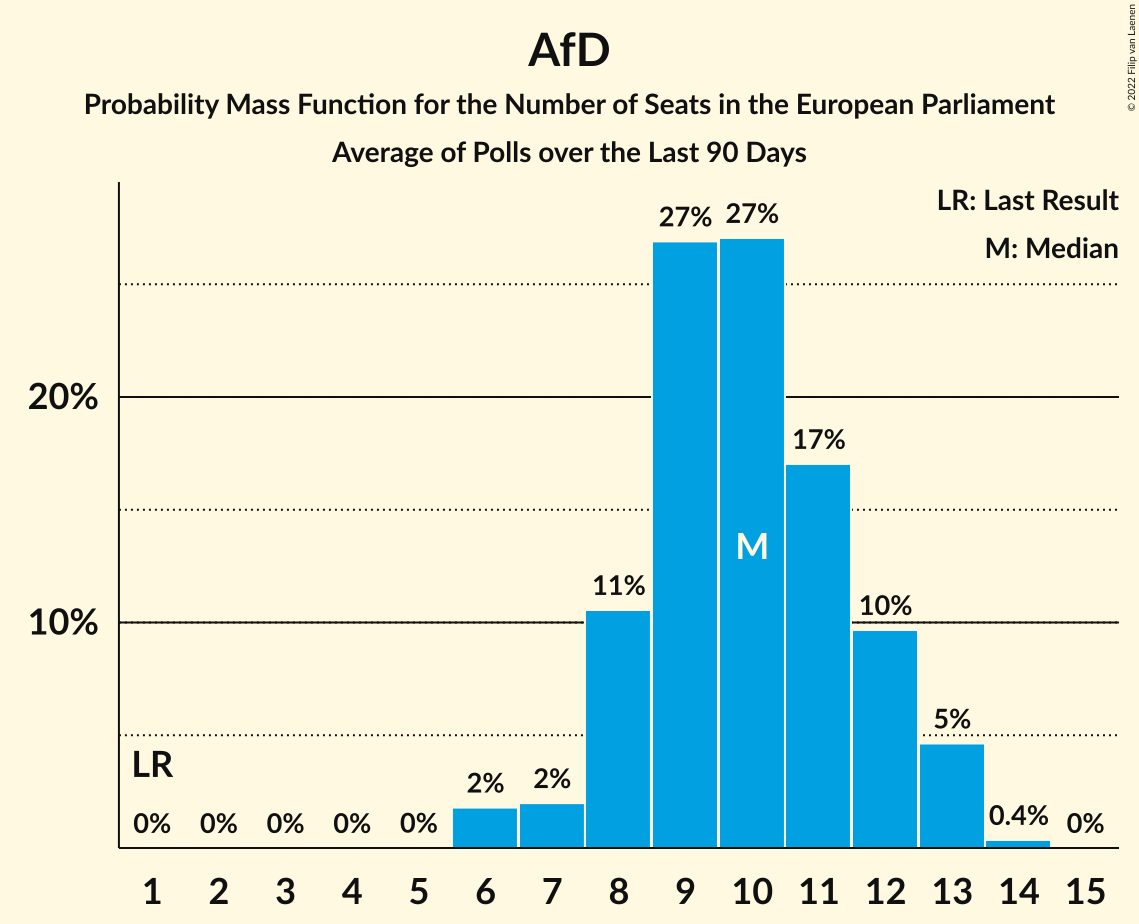 AfD
Probability Mass Function for the Number of Seats in the European Parliament
Average of Polls over the Last 90 Days
© 2022 Filip van Laenen
LR: Last Result
M: Median
27% 27%
20%
17%
M
11%
10%
10%
5%
LR
2% 2%
0% 0% 0% 0% 0% 0.4% 0%
1 2 3 4 5 6 7 8 9 10 11 12 13 14 15